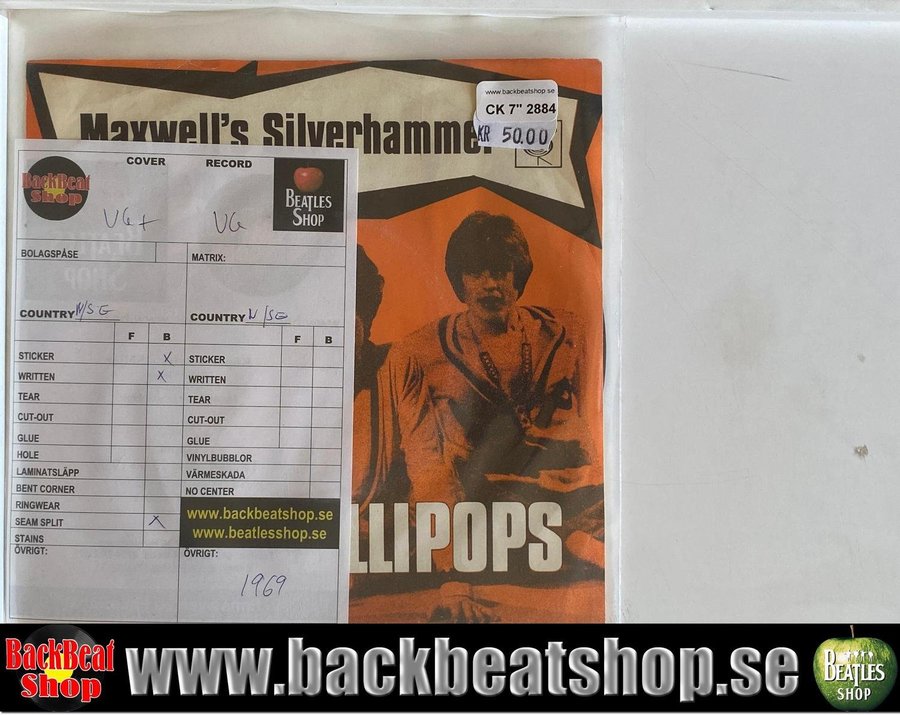 www.backbeatshop.se
CK 7" 2884
KR 50.00
Maxwell's Silverhammer
COVER RECORD
BackBeat Shop
BEATLES SHOP
VG+ VG
BOLAGSPÅSE MATRIX:
COUNTRY N/SE COUNTRY N/SE
F B F B
STICKER X STICKER
WRITTEN X WRITTEN
TEAR TEAR
CUT-OUT CUT-OUT
GLUE GLUE
HOLE VINYLBUBBLOR
LAMINATSLÄPP VÄRMESKADA
BENT CORNER NO CENTER
RINGWEAR
SEAM SPLIT X
STAINS
www.backbeatshop.se
www.beatlesshop.se
ÖVRIGT: ÖVRIGT:
1969
LLIPOPS
BackBeat Shop
www.backbeatshop.se
BEATLES SHOP